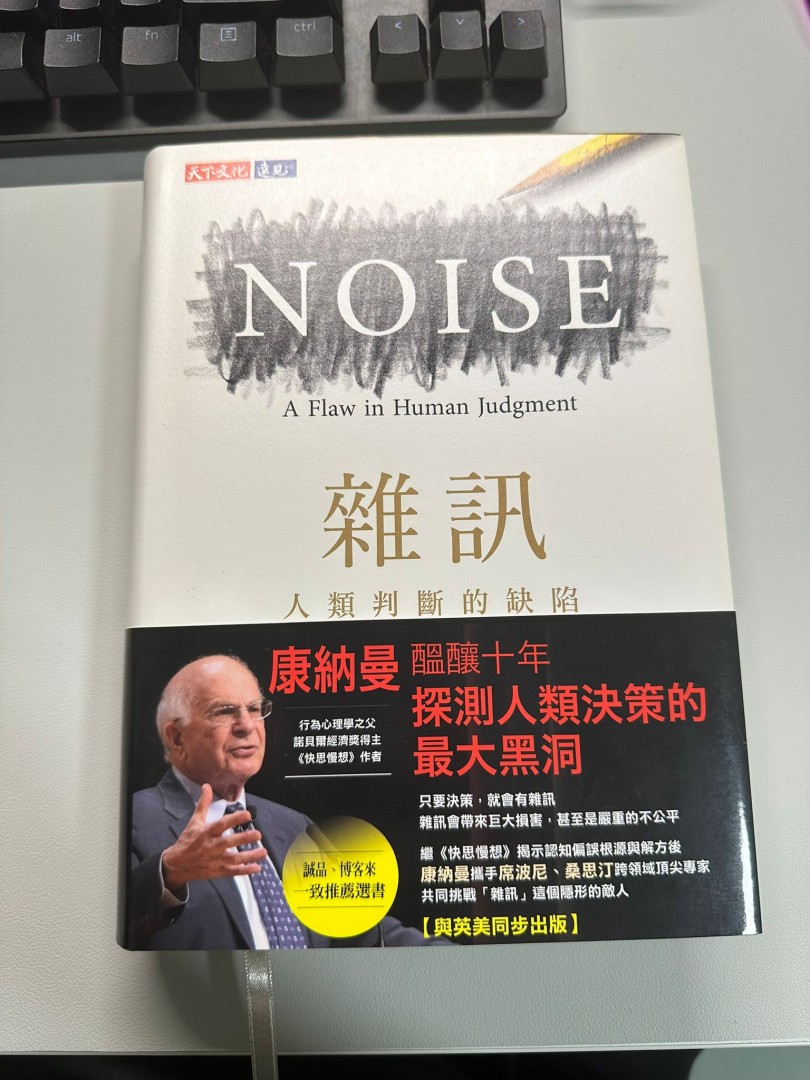 alt
fn
ctrl
天下文化
遠見
NOISE
A Flaw in Human Judgment
雜訊
人類判斷的缺陷
康納曼 醞釀十年
探測人類決策的
最大黑洞
行為心理學之父
諾貝爾經濟獎得主
《快思慢想》作者
只要決策,就會有雜訊
雜訊會帶來巨大損害,甚至是嚴重的不公平
繼《快思慢想》揭示認知偏誤根源與解方後
康納曼攜手席波尼、桑思汀跨領域頂尖專家
共同挑戰「雜訊」這個隱形的敵人
誠品、博客來
一致推薦選書
【與英美同步出版】